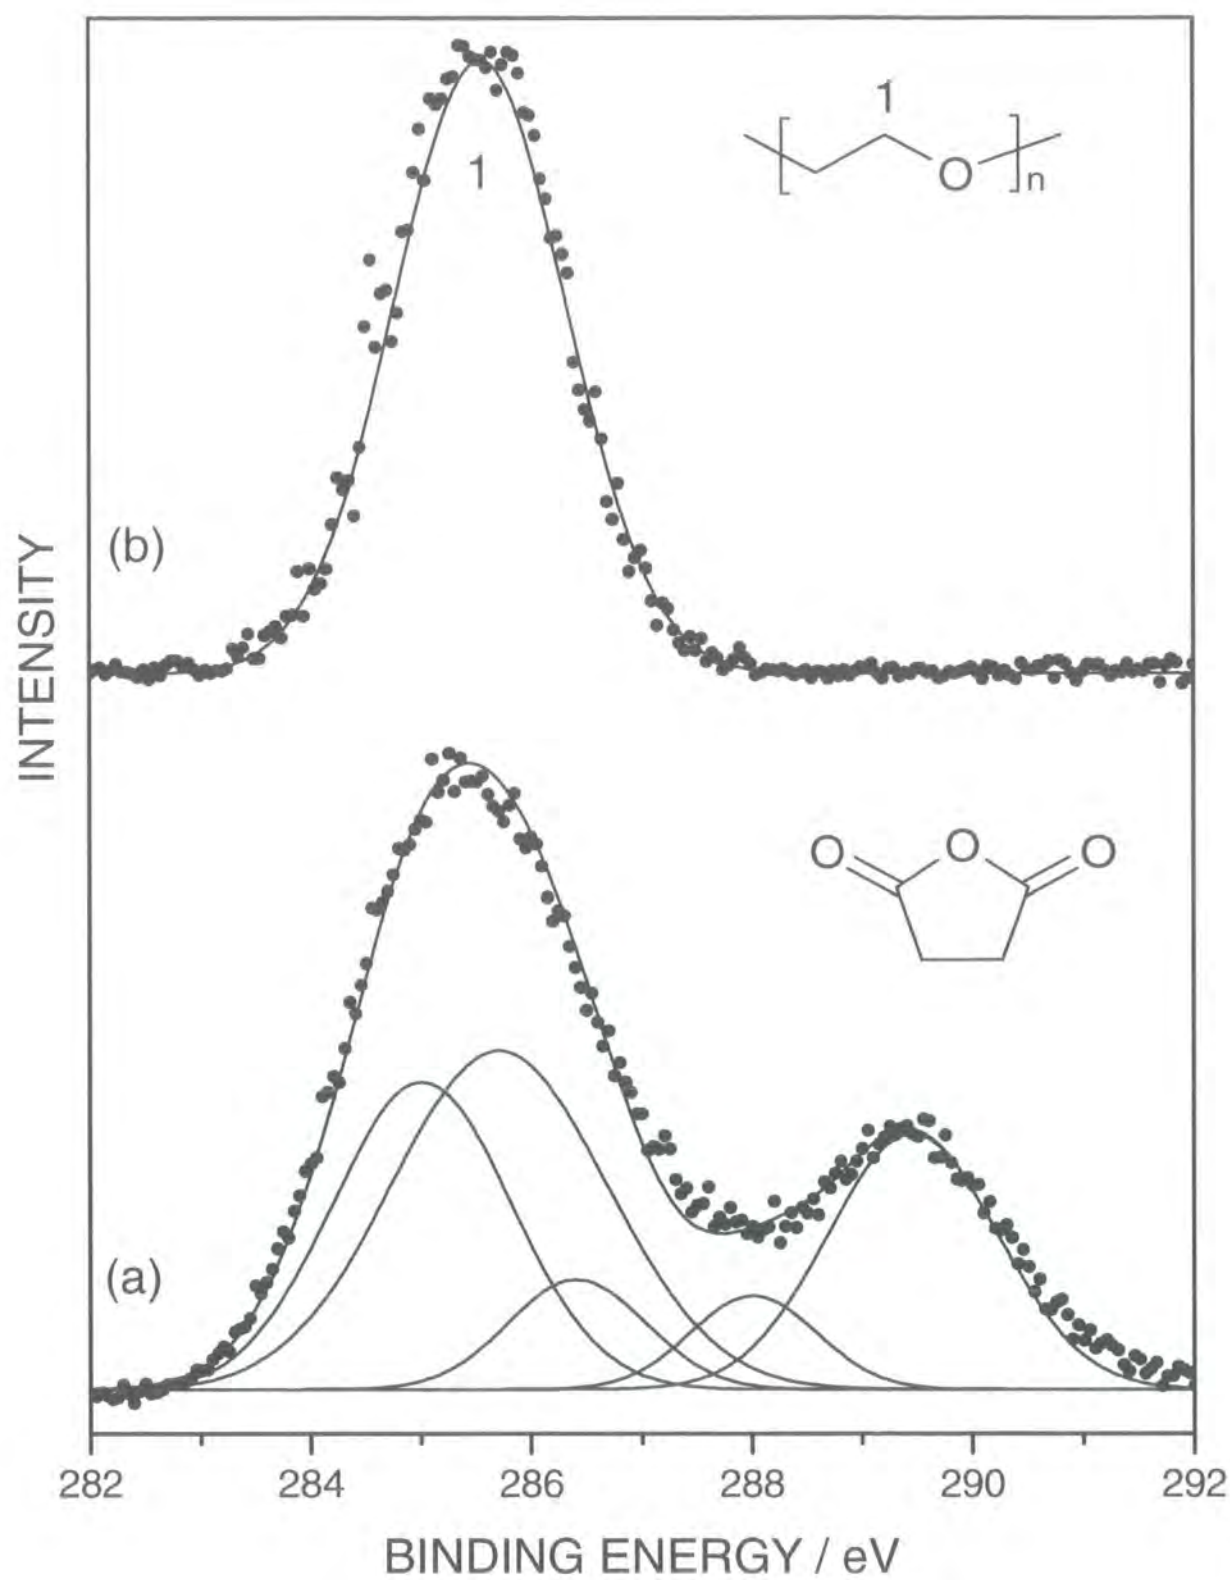 1
1
O
n
(b)
INTENSITY
O
O
O
(a)
282
284
286
288
290
292
BINDING ENERGY / eV